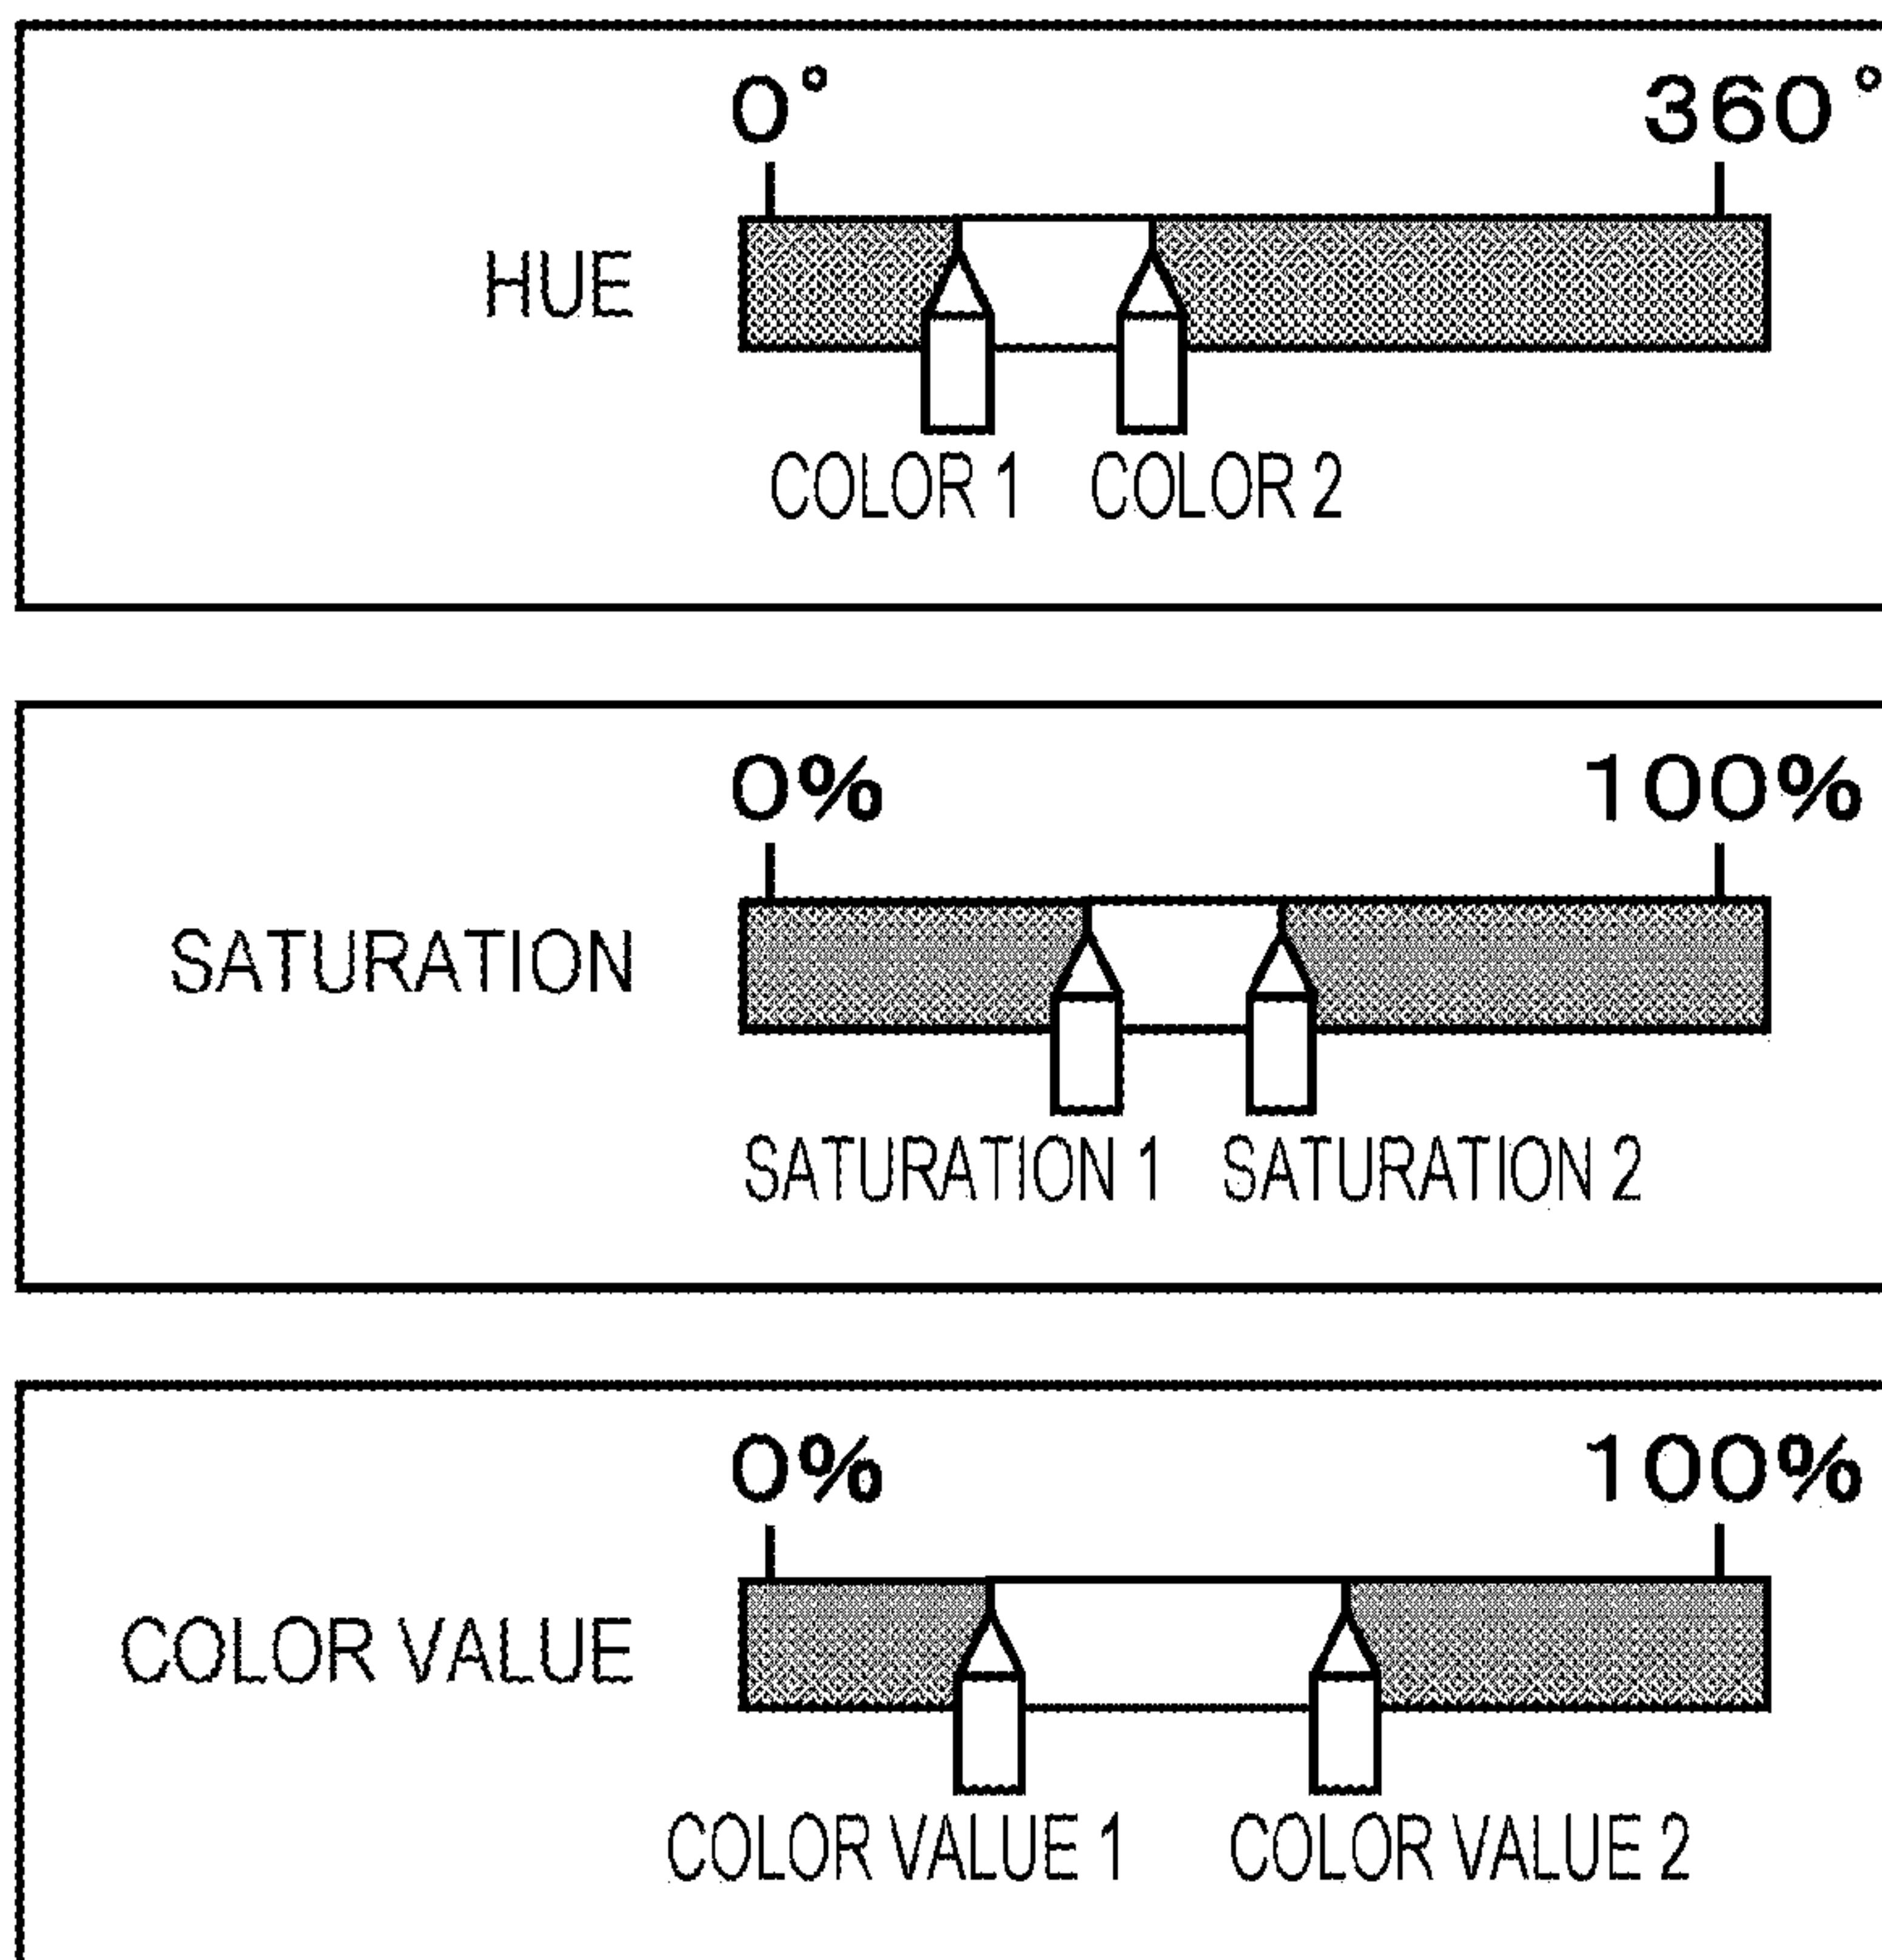 0° 360°
HUE
COLOR 1 COLOR 2
0% 100%
SATURATION
SATURATION 1 SATURATION 2
0% 100%
COLOR VALUE
COLOR VALUE 1 COLOR VALUE 2